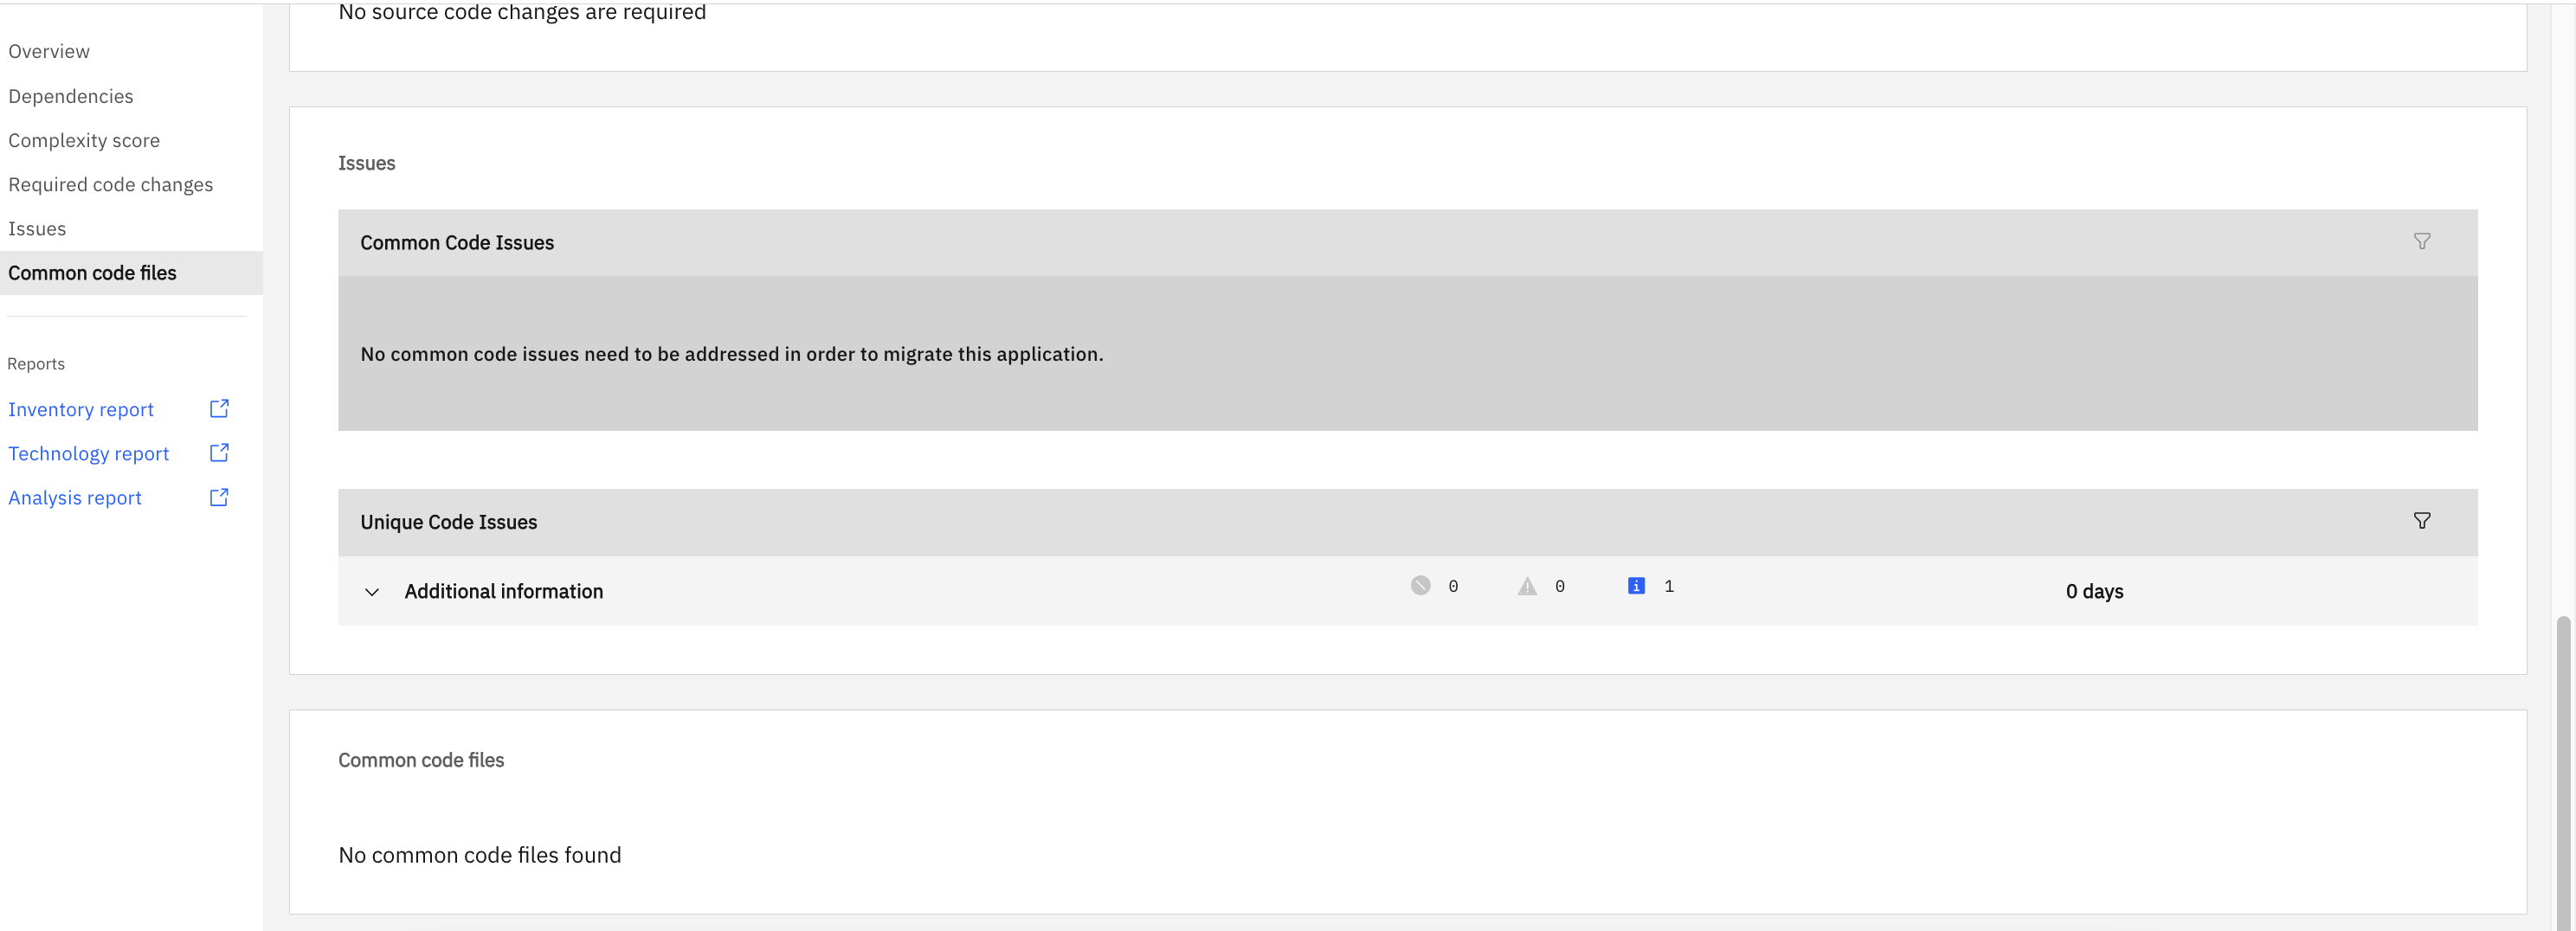 No source code changes are required
Overview
Dependencies
Complexity score
Required code changes
Issues
Common code files
Reports
Inventory report
Technology report
Analysis report
Issues
Common Code Issues
No common code issues need to be addressed in order to migrate this application.
Unique Code Issues
Additional information 0 0 1 0 days
Common code files
No common code files found